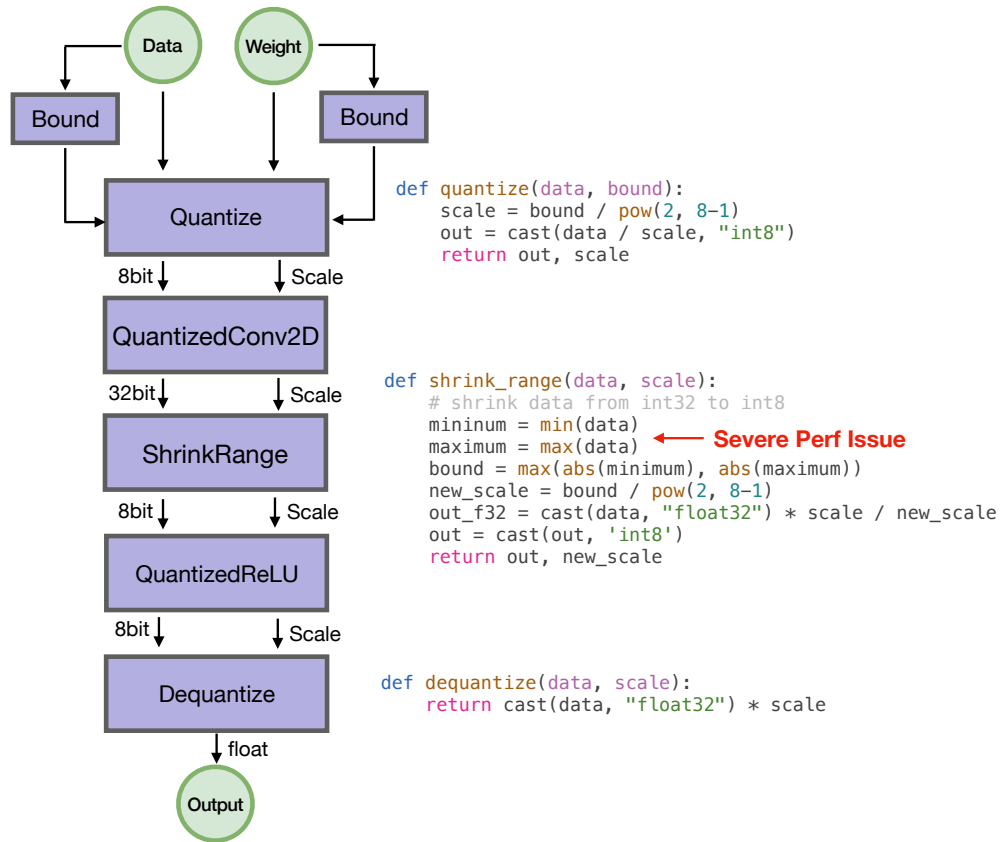 Data
Weight
Bound
Bound
Quantize
def quantize(data, bound):
    scale = bound / pow(2, 8-1)
    out = cast(data / scale, "int8")
    return out, scale
8bit
Scale
QuantizedConv2D
32bit
Scale
def shrink_range(data, scale):
    # shrink data from int32 to int8
    mininum = min(data)
    maximum = max(data)
    bound = max(abs(minimum), abs(maximum))
    new_scale = bound / pow(2, 8-1)
    out_f32 = cast(data, "float32") * scale / new_scale
    out = cast(out, 'int8')
    return out, new_scale
Severe Perf Issue
ShrinkRange
8bit
Scale
QuantizedReLU
8bit
Scale
Dequantize
def dequantize(data, scale):
    return cast(data, "float32") * scale
float
Output